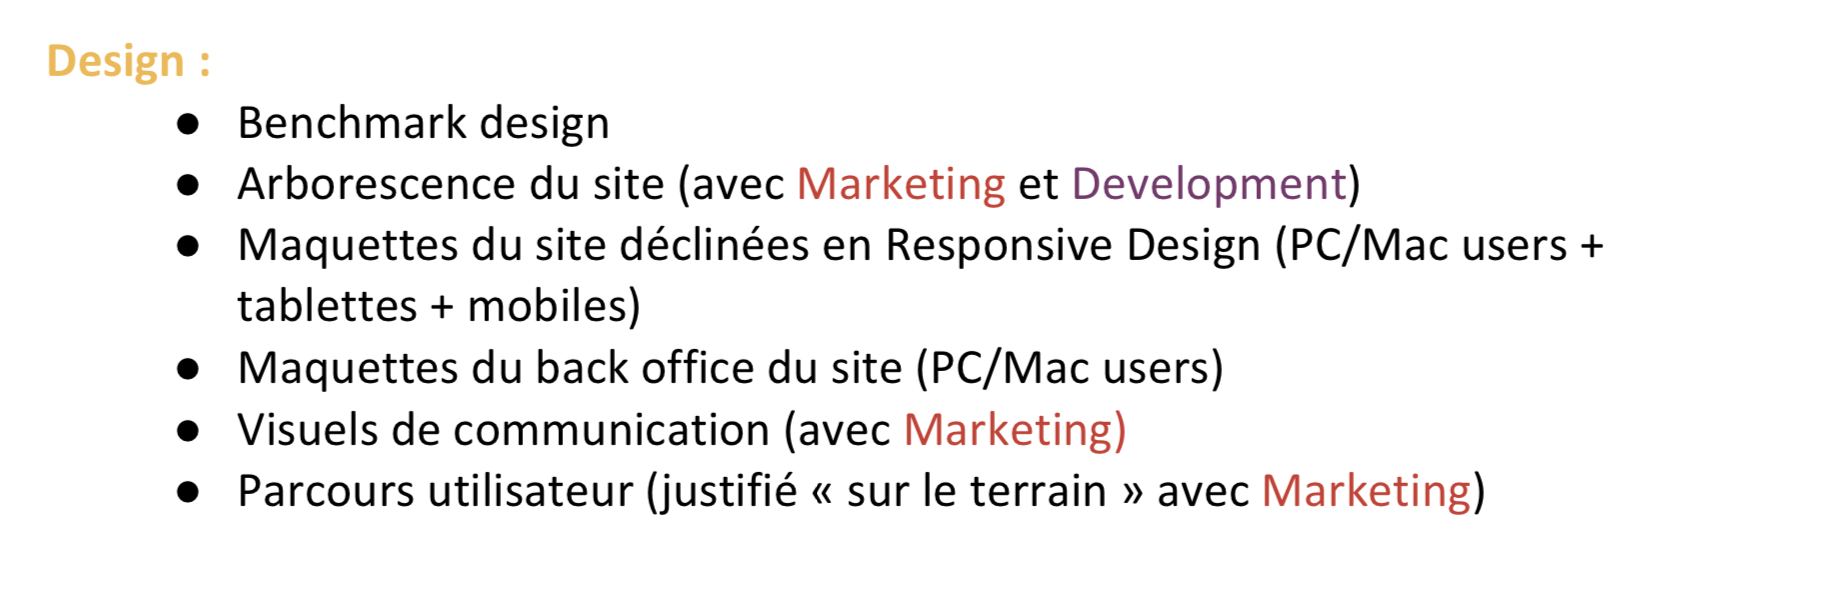 Design :
● Benchmark design
● Arborescence du site (avec Marketing et Development)
● Maquettes du site déclinées en Responsive Design (PC/Mac users +
tablettes + mobiles)
● Maquettes du back office du site (PC/Mac users)
● Visuels de communication (avec Marketing)
● Parcours utilisateur (justifié « sur le terrain » avec Marketing)